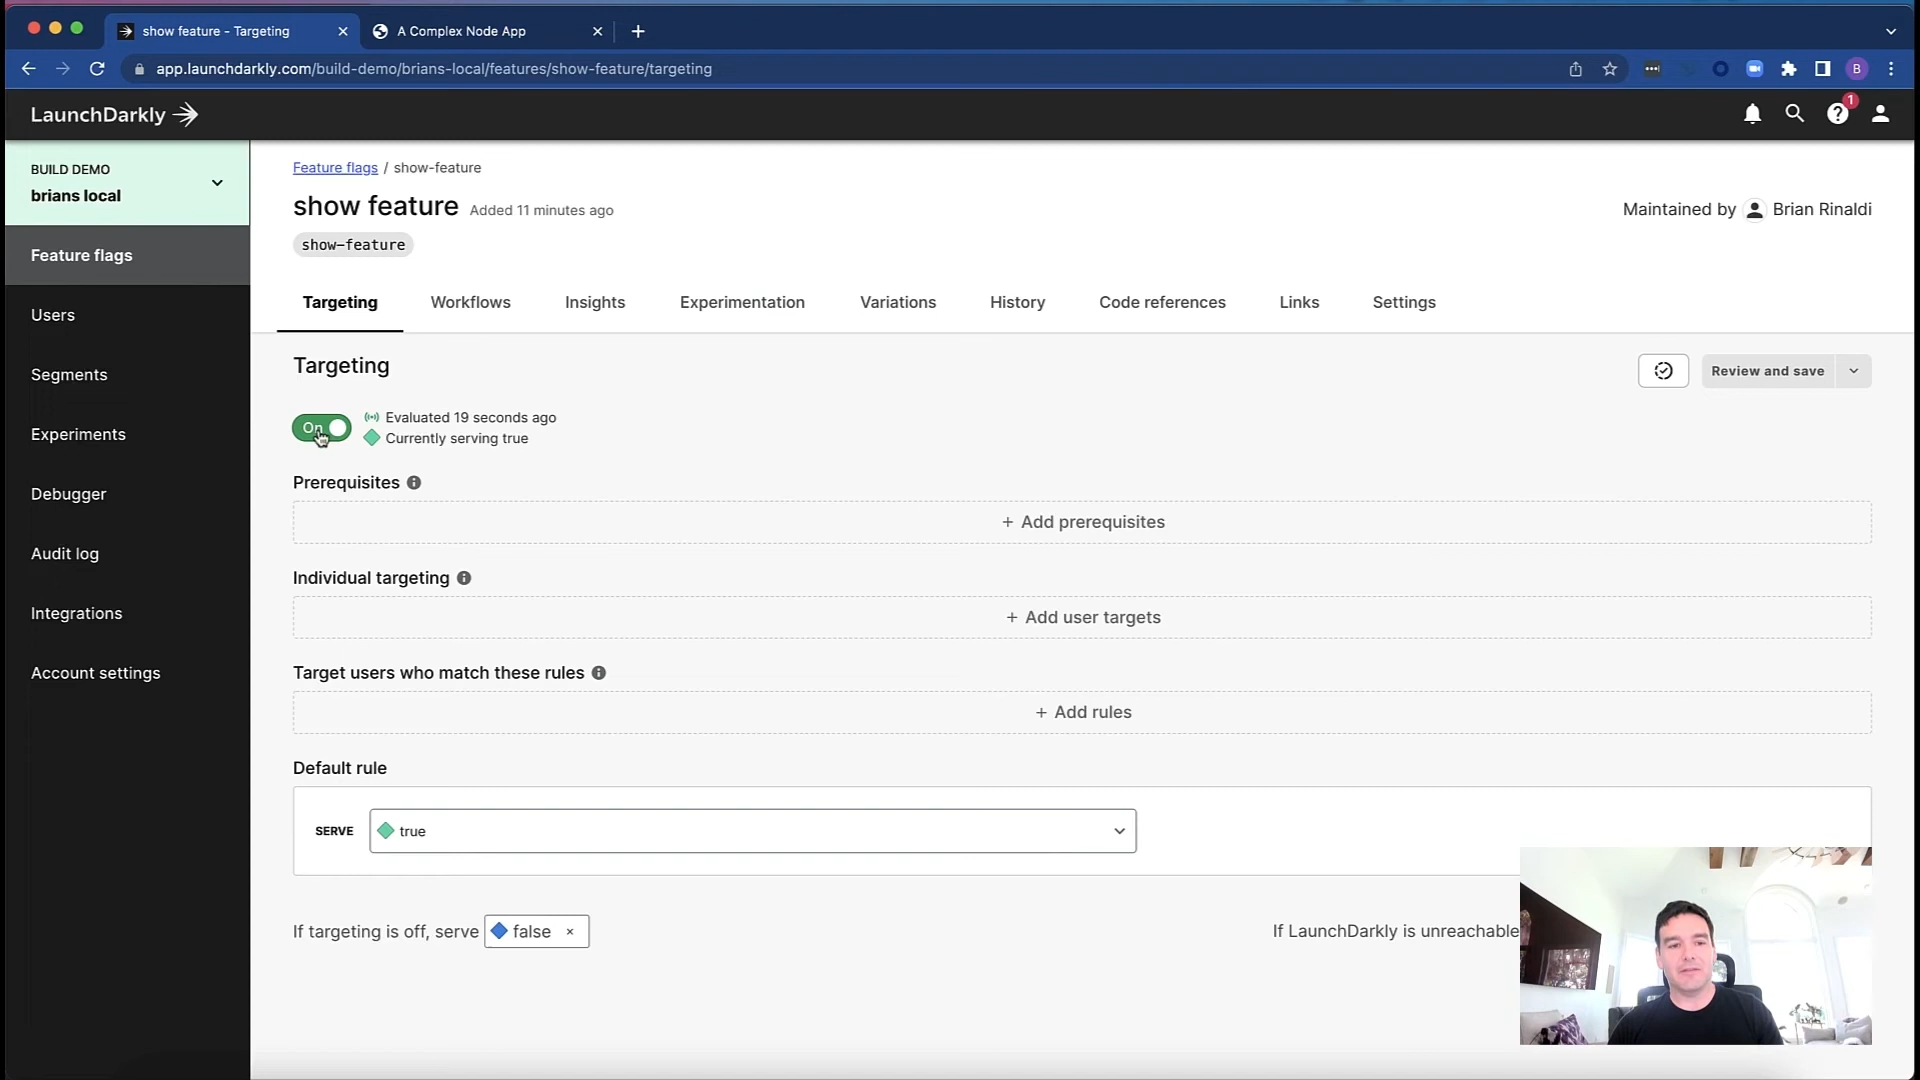 show feature - Targeting
A Complex Node App
app.launchdarkly.com/build-demo/brians-local/features/show-feature/targeting
B
LaunchDarkly
1
BUILD DEMO
brians local
Feature flags
Users
Segments
Experiments
Debugger
Audit log
Integrations
Account settings
Feature flags / show-feature
show feature Added 11 minutes ago
Maintained by Brian Rinaldi
show-feature
Targeting Workflows Insights Experimentation Variations History Code references Links Settings
Targeting
Review and save
On
Evaluated 19 seconds ago
Currently serving true
Prerequisites
+ Add prerequisites
Individual targeting
+ Add user targets
Target users who match these rules
+ Add rules
Default rule
SERVE true
If targeting is off, serve false ×
If LaunchDarkly is unreachable